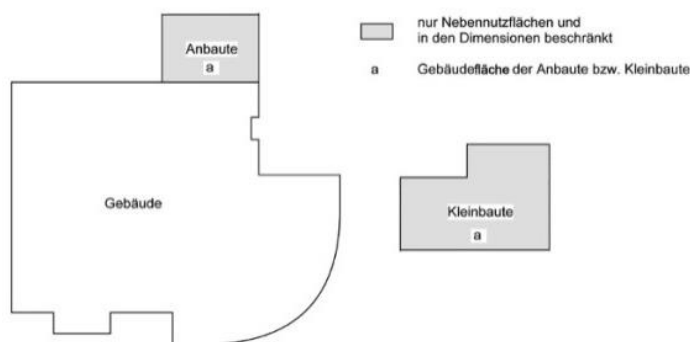 Anbaute
a
Gebäude
nur Nebennutzflächen und
in den Dimensionen beschränkt
a Gebäudefläche der Anbaute bzw. Kleinbaute
Kleinbaute
a